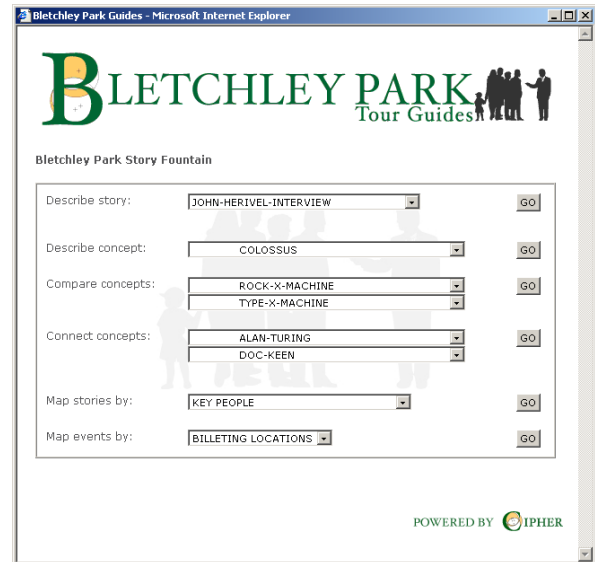 Bletchley Park Guides - Microsoft Internet Explorer
BLETCHLEY PARK
Tour Guides
Bletchley Park Story Fountain
Describe story: JOHN-HERIVEL-INTERVIEW GO
Describe concept: COLOSSUS GO
Compare concepts: ROCK-X-MACHINE GO
TYPE-X-MACHINE
Connect concepts: ALAN-TURING GO
DOC-KEEN
Map stories by: KEY PEOPLE GO
Map events by: BILLETING LOCATIONS GO
POWERED BY CIPHER